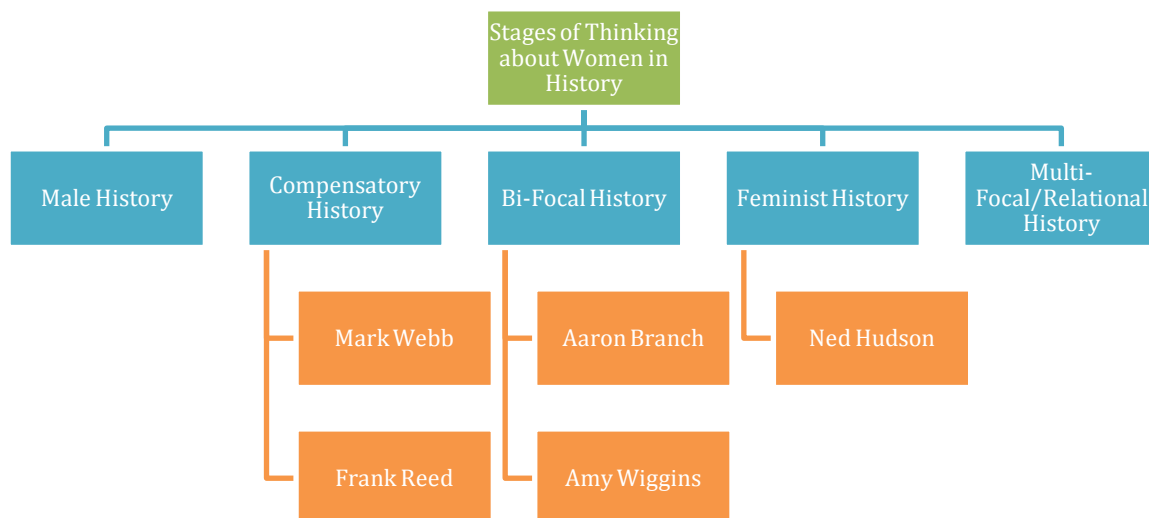 Stages of Thinking
about Women in
History
Male History
Compensatory
History
Bi-Focal History
Feminist History
Multi-
Focal/Relational
History
Mark Webb
Aaron Branch
Ned Hudson
Frank Reed
Amy Wiggins